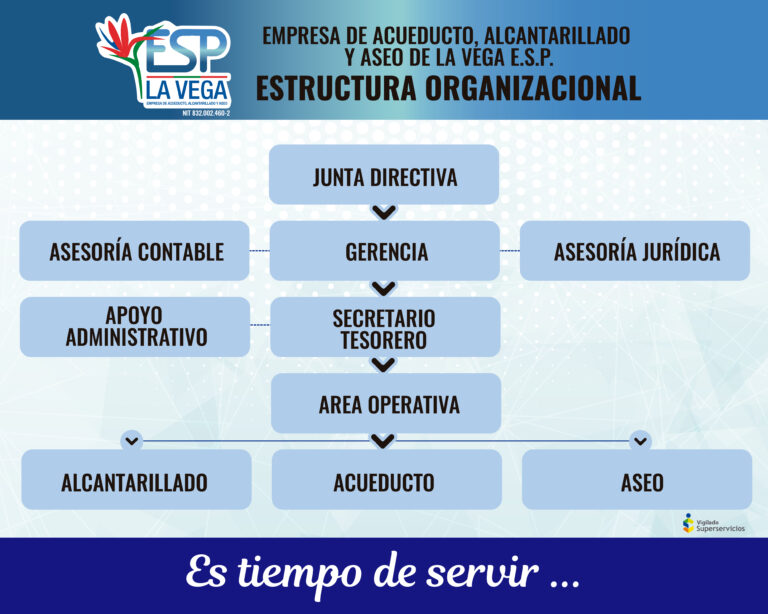 ESP
LA VEGA
EMPRESA DE ACUEDUCTO, ALCANTARILLADO Y ASEO
NIT 832.002.460-2
EMPRESA DE ACUEDUCTO, ALCANTARILLADO
Y ASEO DE LA VEGA E.S.P.
ESTRUCTURA ORGANIZACIONAL
JUNTA DIRECTIVA
ASESORÍA CONTABLE
GERENCIA
ASESORÍA JURÍDICA
APOYO
ADMINISTRATIVO
SECRETARIO
TESORERO
AREA OPERATIVA
ALCANTARILLADO
ACUEDUCTO
ASEO
Vigilado
Superservicios
Es tiempo de servir ...